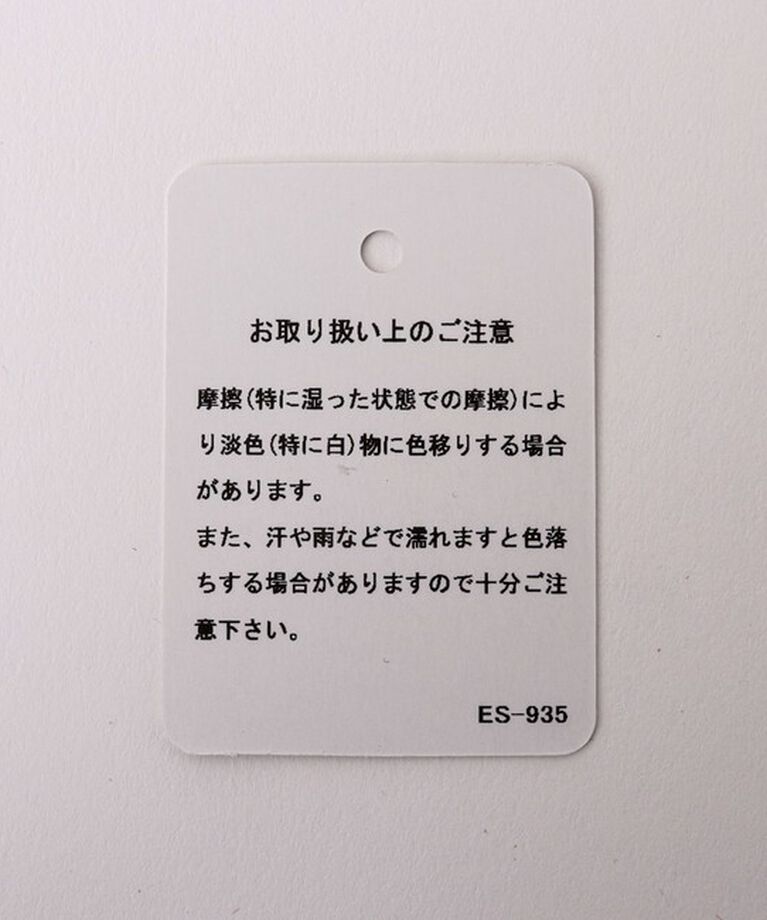 お取り扱い上のご注意
摩擦(特に湿った状態での摩擦)によ
り淡色(特に白)物に色移りする場合
があります。
また、汗や雨などで濡れますと色落
ちする場合がありますので十分ご注
意下さい。
ES-935